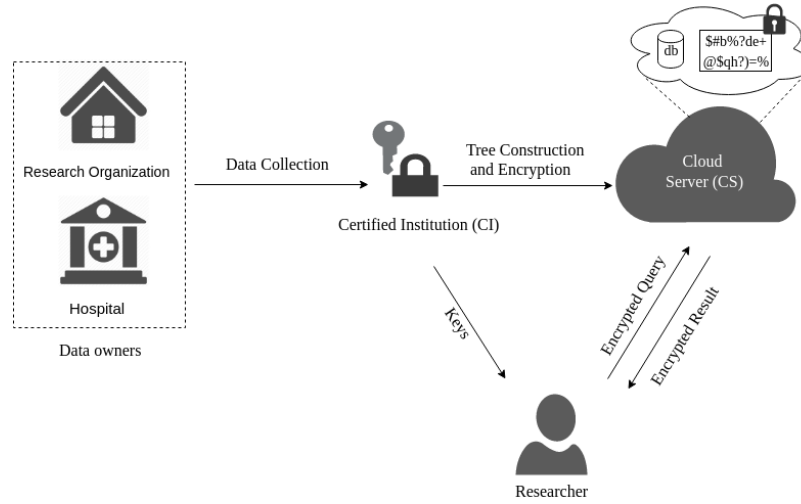 db
$#b%?de+
@$qh?)=%
Research Organization
Data Collection
Tree Construction
and Encryption
Cloud
Server (CS)
Certified Institution (CI)
Hospital
Data owners
Keys
Encrypted Query
Encrypted Result
Researcher